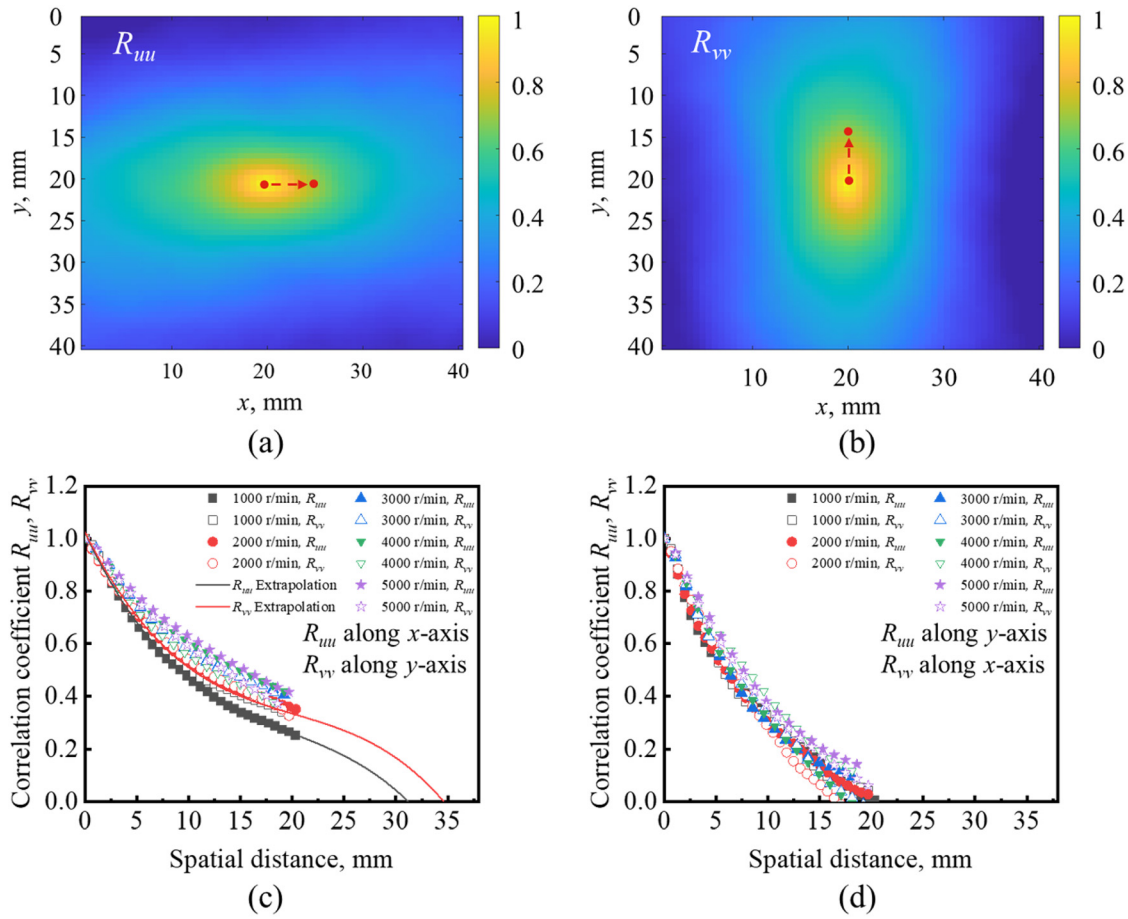 R_uu
0
5
10
15
20
25
30
35
40
10 20 30 40
x, mm
y, mm
1
0.8
0.6
0.4
0.2
0
(a)
R_vv
0
5
10
15
20
25
30
35
40
10 20 30 40
x, mm
y, mm
1
0.8
0.6
0.4
0.2
0
(b)
Correlation coefficient R_uu, R_vv
1.2
1.0
0.8
0.6
0.4
0.2
0.0
1000 r/min, R_uu
1000 r/min, R_vv
2000 r/min, R_uu
2000 r/min, R_vv
R_uu Extrapolation
R_vv Extrapolation
3000 r/min, R_uu
3000 r/min, R_vv
4000 r/min, R_uu
4000 r/min, R_vv
5000 r/min, R_uu
5000 r/min, R_vv
R_uu along x-axis
R_vv along y-axis
0 5 10 15 20 25 30 35
Spatial distance, mm
(c)
Correlation coefficient R_uu, R_vv
1.2
1.0
0.8
0.6
0.4
0.2
0.0
1000 r/min, R_uu
1000 r/min, R_vv
2000 r/min, R_uu
2000 r/min, R_vv
3000 r/min, R_uu
3000 r/min, R_vv
4000 r/min, R_uu
4000 r/min, R_vv
5000 r/min, R_uu
5000 r/min, R_vv
R_uu along y-axis
R_vv along x-axis
0 5 10 15 20 25 30 35
Spatial distance, mm
(d)